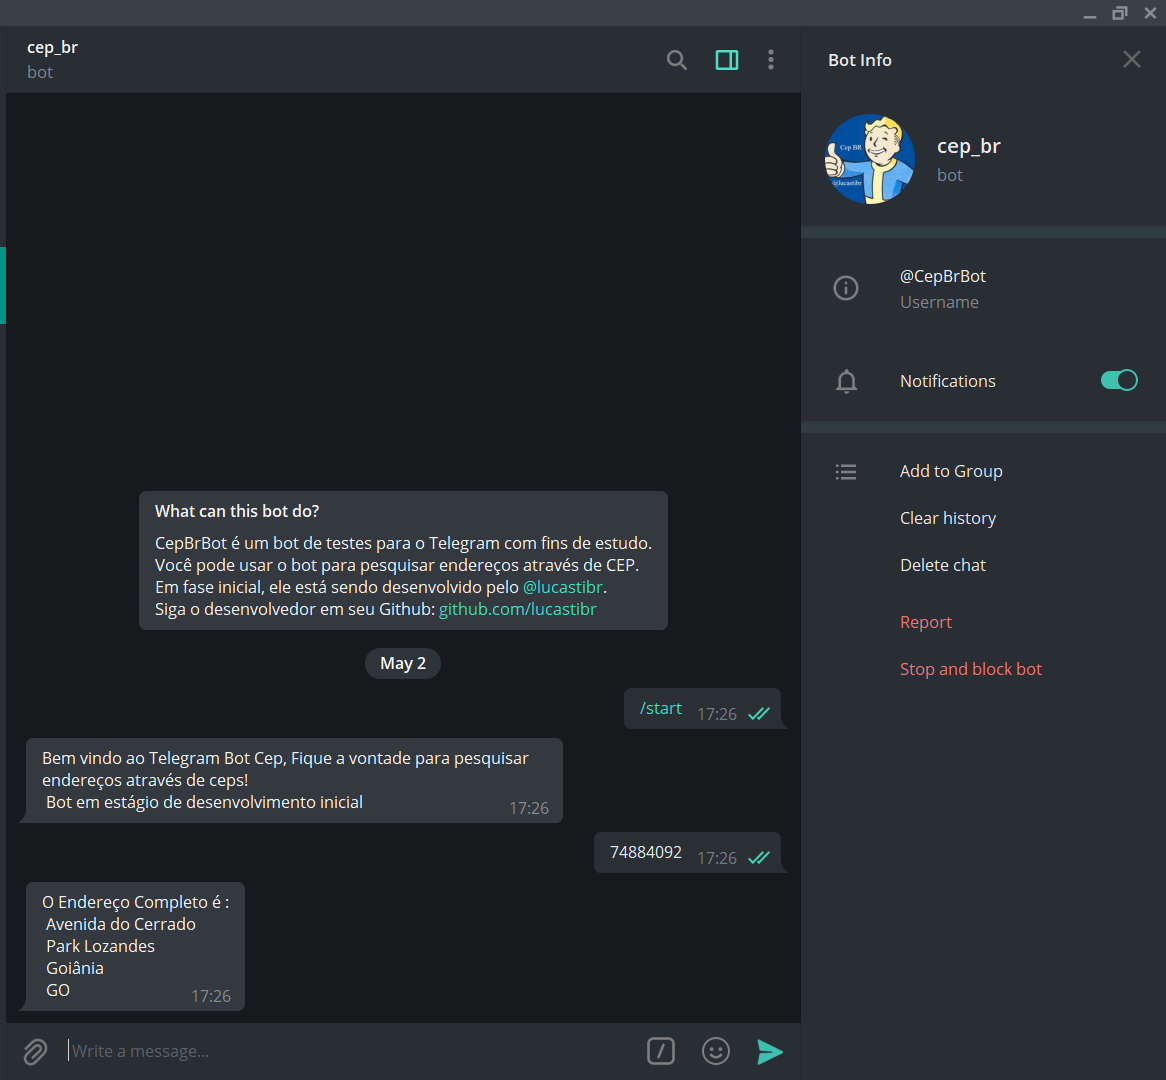 cep_br
bot
Bot Info
Cep BR
@lucastibr
cep_br
bot
@CepBrBot
Username
Notifications
Add to Group
Clear history
Delete chat
Report
Stop and block bot
What can this bot do?
CepBrBot é um bot de testes para o Telegram com fins de estudo.
Você pode usar o bot para pesquisar endereços através de CEP.
Em fase inicial, ele está sendo desenvolvido pelo @lucastibr.
Siga o desenvolvedor em seu Github: github.com/lucastibr
May 2
/start 17:26
Bem vindo ao Telegram Bot Cep, Fique a vontade para pesquisar
endereços através de ceps!
Bot em estágio de desenvolvimento inicial
17:26
74884092 17:26
O Endereço Completo é :
Avenida do Cerrado
Park Lozandes
Goiânia
GO
17:26
Write a message...